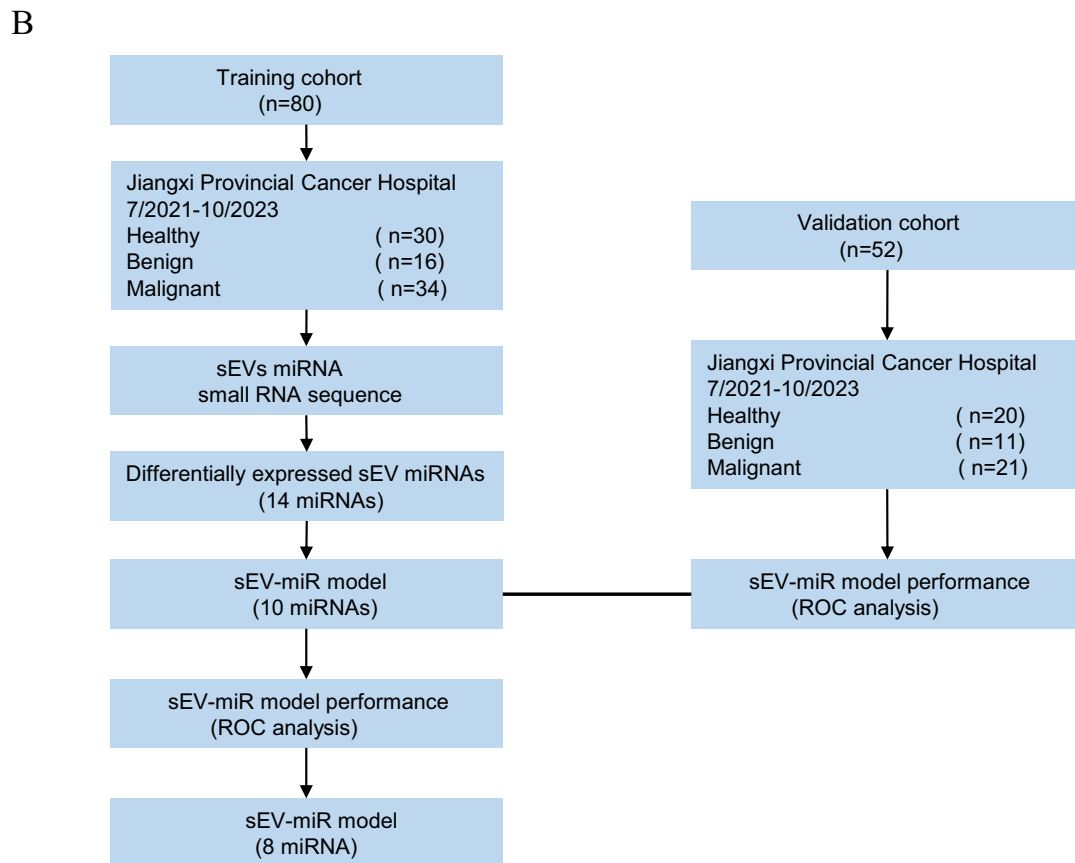 B
Training cohort
(n=80)
Jiangxi Provincial Cancer Hospital
7/2021-10/2023
Healthy ( n=30)
Benign ( n=16)
Malignant ( n=34)
sEVs miRNA
small RNA sequence
Differentially expressed sEV miRNAs
(14 miRNAs)
sEV-miR model
(10 miRNAs)
sEV-miR model performance
(ROC analysis)
sEV-miR model
(8 miRNA)
Validation cohort
(n=52)
Jiangxi Provincial Cancer Hospital
7/2021-10/2023
Healthy ( n=20)
Benign ( n=11)
Malignant ( n=21)
sEV-miR model performance
(ROC analysis)